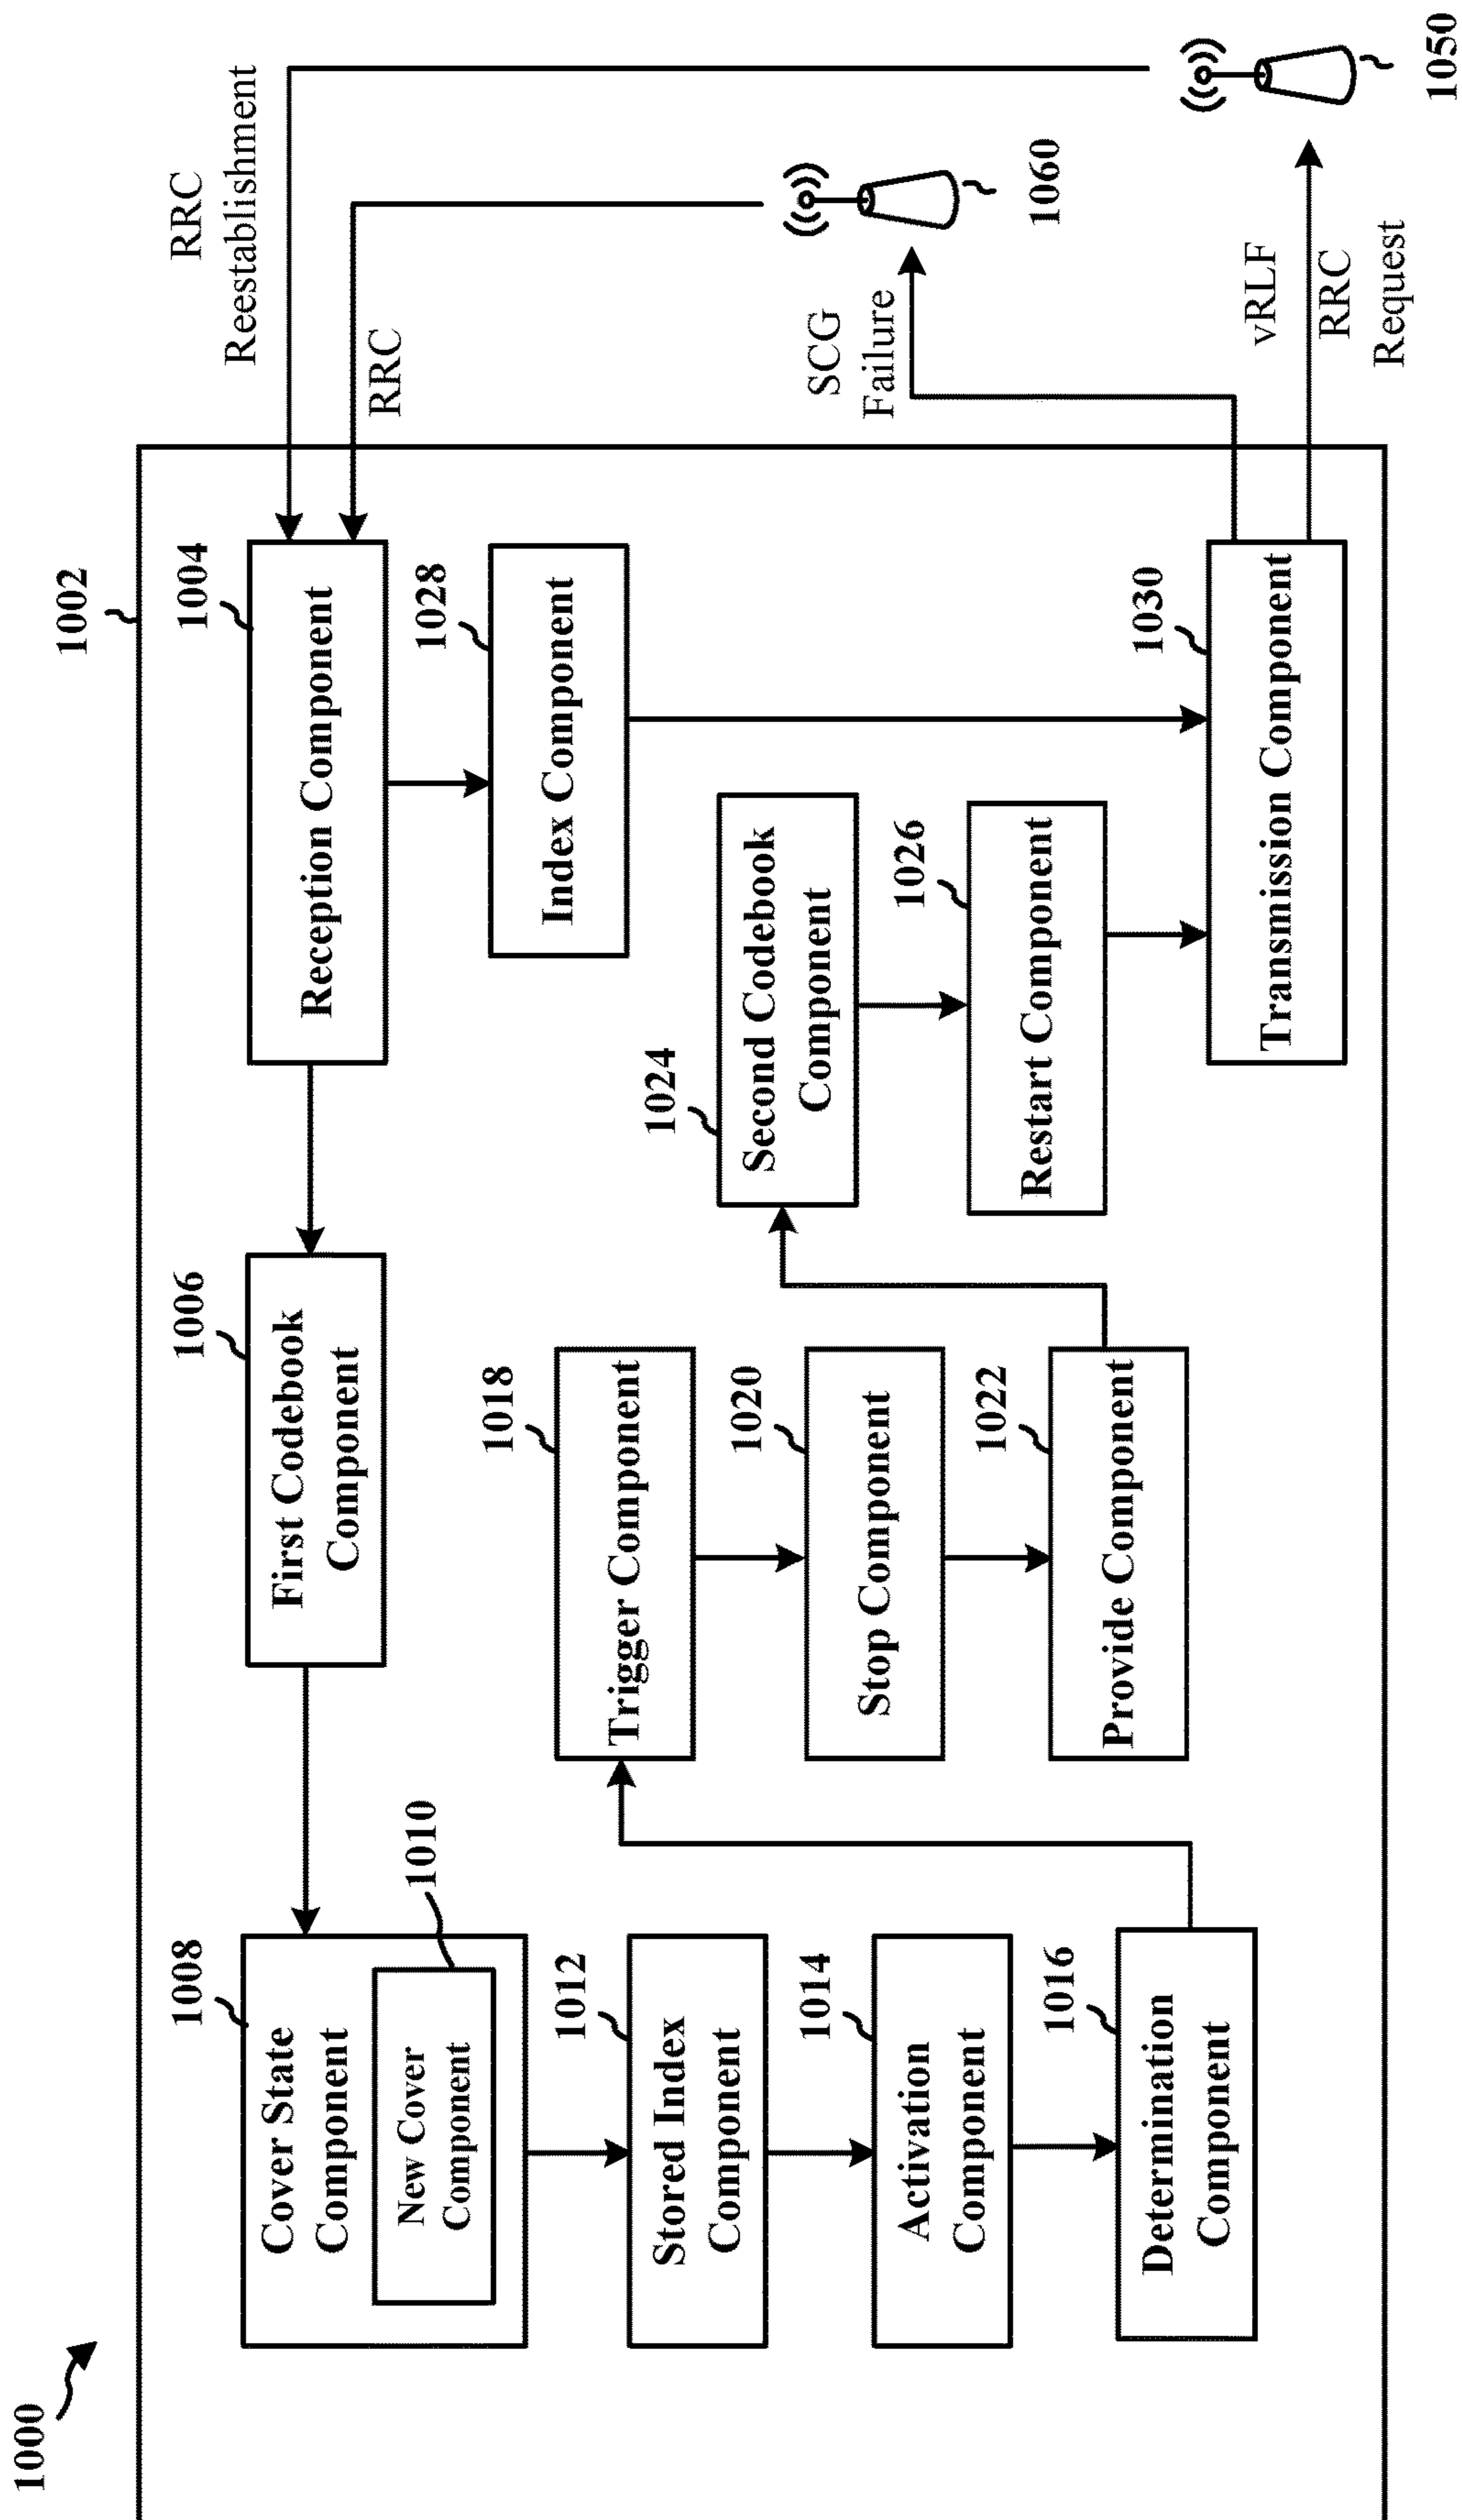 1000
1002
1008
Cover State
Component
1010
New Cover
Component
1012
Stored Index
Component
1014
Activation
Component
1016
Determination
Component
1006
First Codebook
Component
1018
Trigger Component
1020
Stop Component
1022
Provide Component
1004
Reception Component
1028
Index Component
1024
Second Codebook
Component
1026
Restart Component
1030
Transmission Component
RRC
Reestablishment
RRC
SCG
Failure
vRLF
RRC
Request
1060
1050